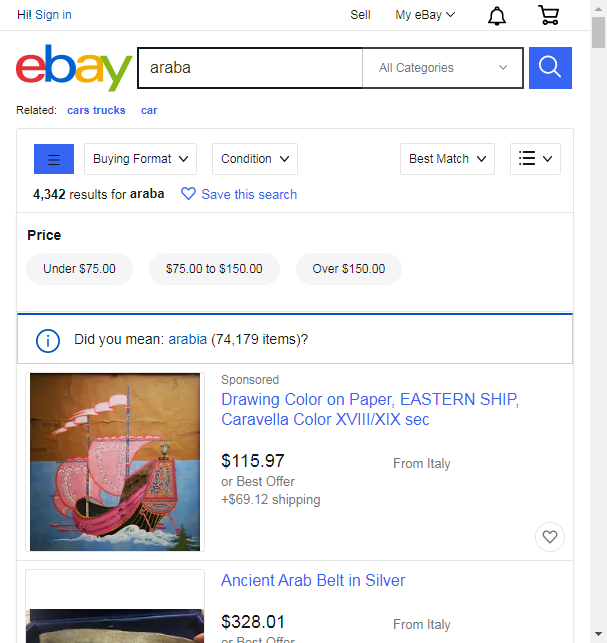 Hi! Sign in Sell My eBay
ebay araba All Categories
Related: cars trucks car
Buying Format Condition Best Match
4,342 results for araba Save this search
Price
Under $75.00 $75.00 to $150.00 Over $150.00
Did you mean: arabia (74,179 items)?
Sponsored
Drawing Color on Paper, EASTERN SHIP,
Caravella Color XVIII/XIX sec
$115.97 From Italy
or Best Offer
+$69.12 shipping
Ancient Arab Belt in Silver
$328.01 From Italy
or Best Offer